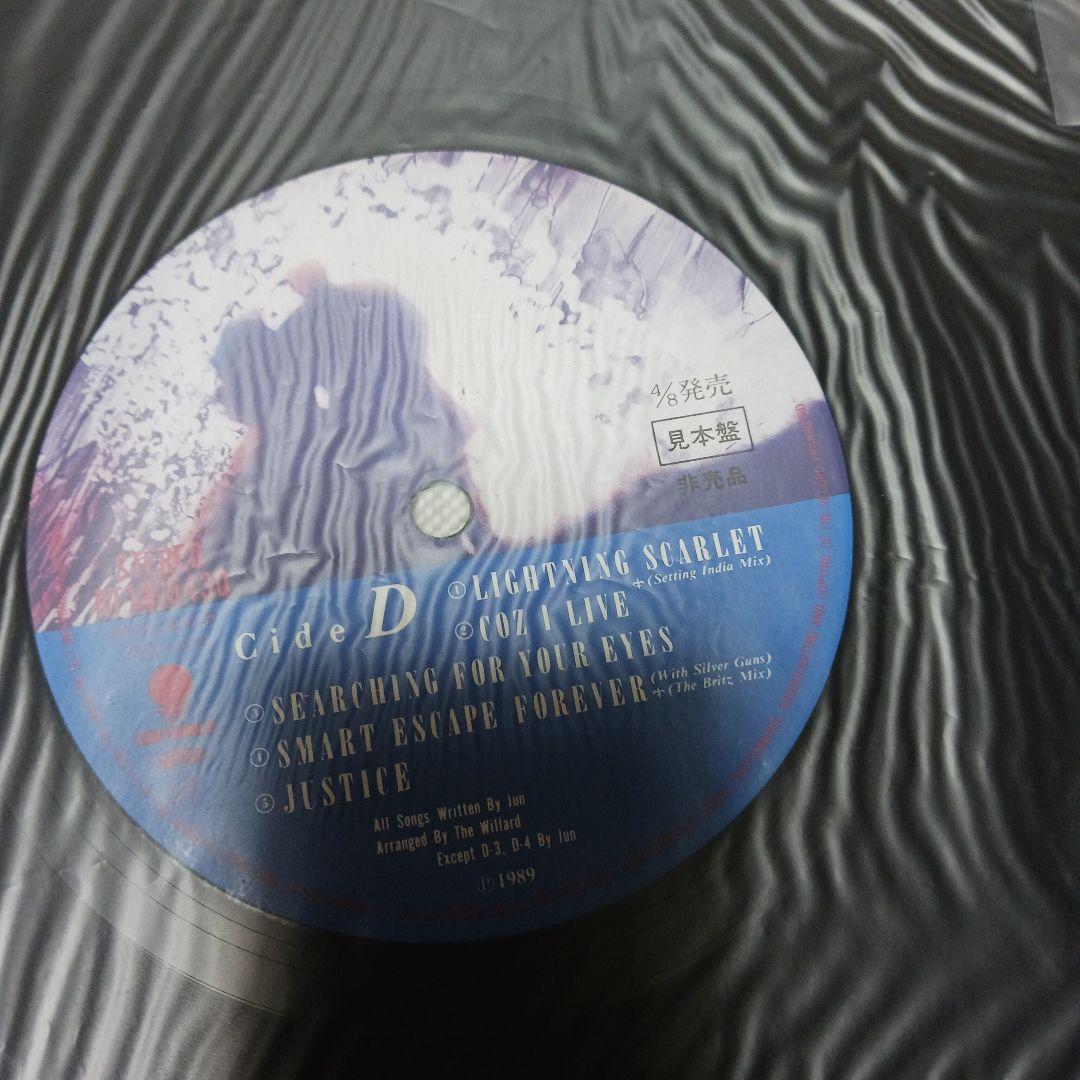 4/8発売
見本盤
非売品
Cide D
① LIGHTNING SCARLET
(Setting India Mix)
② COZ I LIVE
③ SEARCHING FOR YOUR EYES
(With Silver Guns)
④ SMART ESCAPE FOREVER
(The Britz Mix)
⑤ JUSTICE
All Songs Written By Jun
Arranged By The Willard
Except D-3, D-4 By Jun
Ⓟ 1989